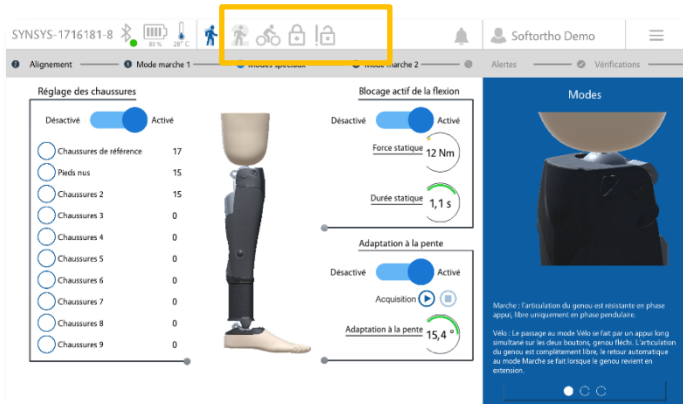 SYNSYS-1716181-8
80 %
28° C
Softortho Demo
Alignement
Mode marche 1
Modes spéciaux
Mode marche 2
Alertes
Vérifications
Réglage des chaussures
Désactivé
Activé
Chaussures de référence 17
Pieds nus 15
Chaussures 2 15
Chaussures 3 0
Chaussures 4 0
Chaussures 5 0
Chaussures 6 0
Chaussures 7 0
Chaussures 8 0
Chaussures 9 0
Blocage actif de la flexion
Désactivé
Activé
Force statique 12 Nm
Durée statique 1,1 s
Adaptation à la pente
Désactivé
Activé
Acquisition
Adaptation à la pente 15,4 °
Modes
Marche : l'articulation du genou est résistante en phase
appui, libre uniquement en phase pendulaire.
Vélo : Le passage au mode Vélo se fait par un appui long
simultané sur les deux boutons, genou fléchi. L'articulation
du genou est complètement libre, le retour automatique
au mode Marche se fait lorsque le genou revient en
extension.